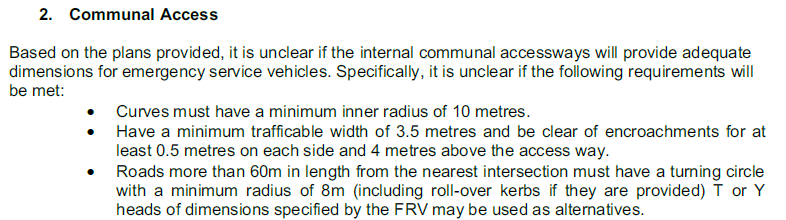 2. Communal Access
Based on the plans provided, it is unclear if the internal communal accessways will provide adequate
dimensions for emergency service vehicles. Specifically, it is unclear if the following requirements will
be met:
• Curves must have a minimum inner radius of 10 metres.
• Have a minimum trafficable width of 3.5 metres and be clear of encroachments for at
least 0.5 metres on each side and 4 metres above the access way.
• Roads more than 60m in length from the nearest intersection must have a turning circle
with a minimum radius of 8m (including roll-over kerbs if they are provided) T or Y
heads of dimensions specified by the FRV may be used as alternatives.